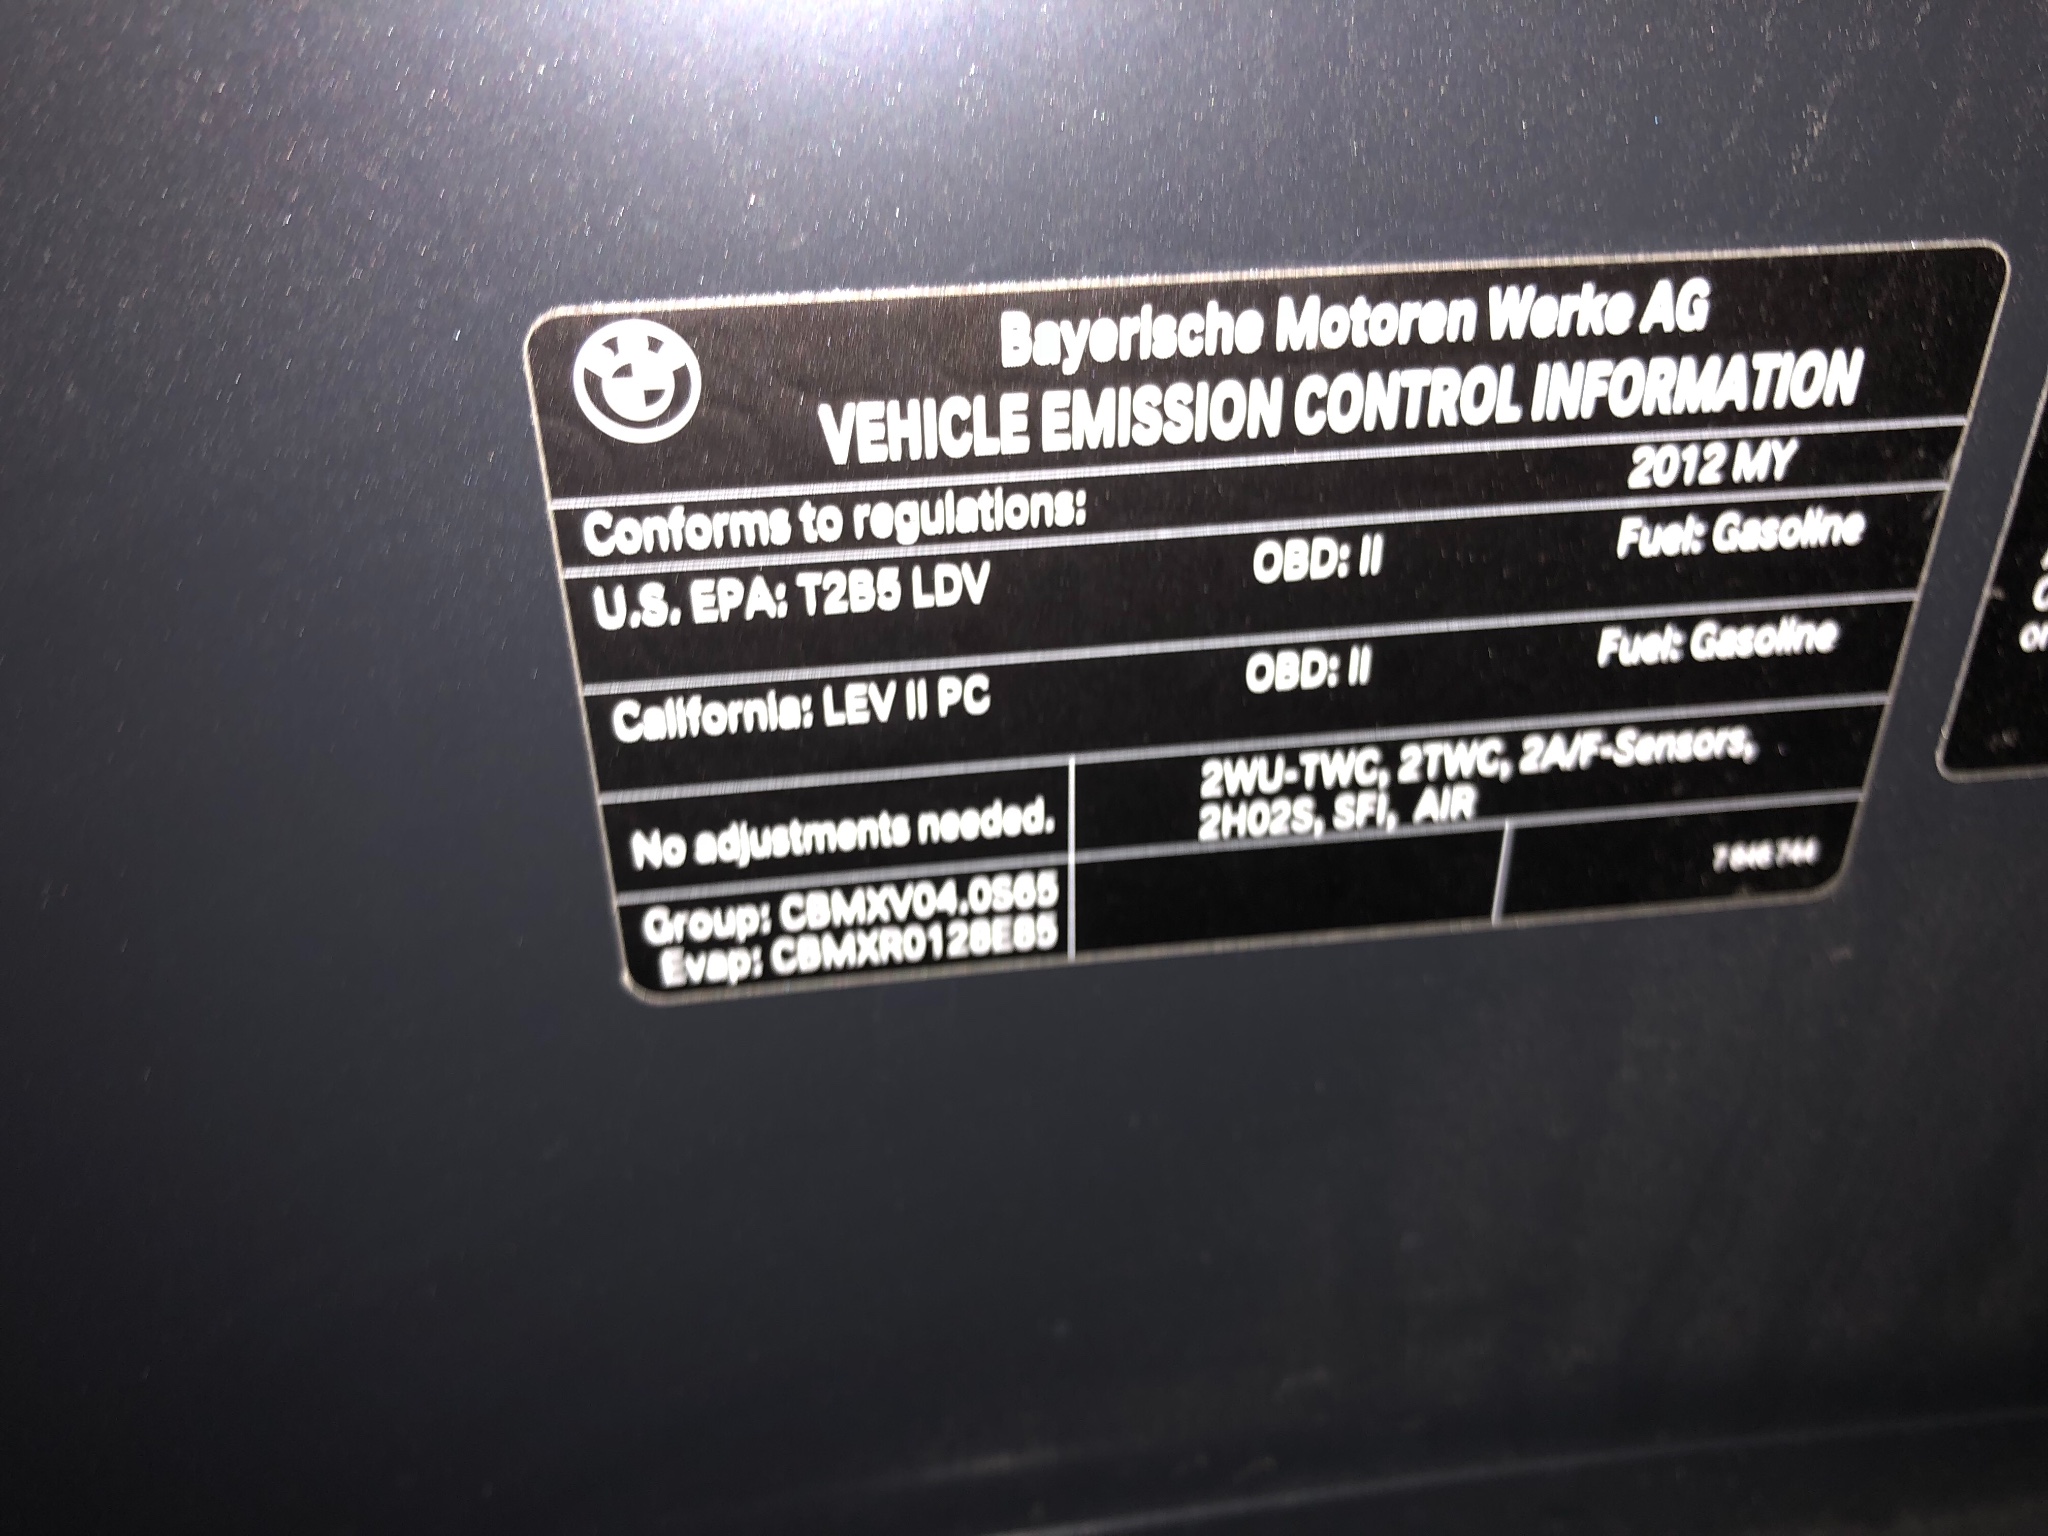 Bayerische Motoren Werke AG
VEHICLE EMISSION CONTROL INFORMATION
Conforms to regulations: 2012 MY
U.S. EPA: T2B5 LDV OBD: II Fuel: Gasoline
California: LEV II PC OBD: II Fuel: Gasoline
No adjustments needed.
2WU-TWC, 2TWC, 2A/F-Sensors,
2HO2S, SFI, AIR
Group: CBMXV04.0S65
Evap: CBMXR0128E85